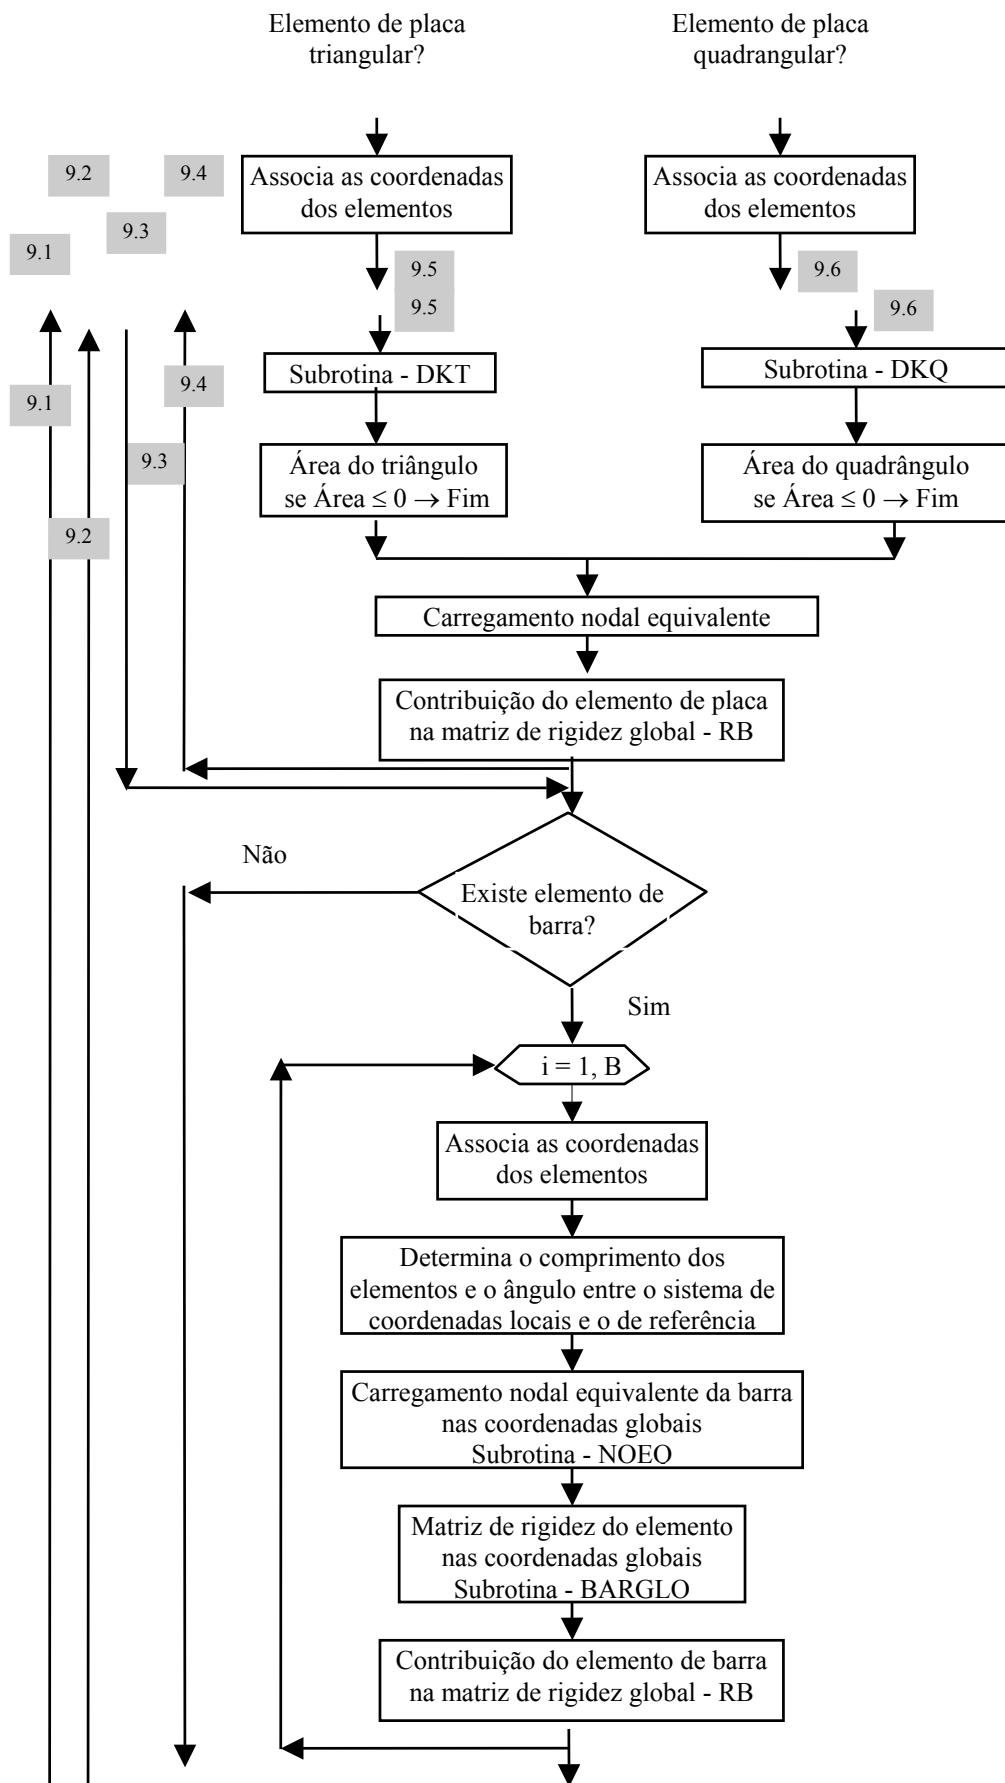 Elemento de placa
triangular?
Elemento de placa
quadrangular?
9.2
9.4
9.3
9.1
Associa as coordenadas
dos elementos
Associa as coordenadas
dos elementos
9.5
9.5
9.6
9.6
Subrotina - DKT
Subrotina - DKQ
9.4
9.1
9.3
9.2
Área do triângulo
se Área ≤ 0 → Fim
Área do quadrângulo
se Área ≤ 0 → Fim
Carregamento nodal equivalente
Contribuição do elemento de placa
na matriz de rigidez global - RB
Não
Existe elemento de
barra?
Sim
i = 1, B
Associa as coordenadas
dos elementos
Determina o comprimento dos
elementos e o ângulo entre o sistema de
coordenadas locais e o de referência
Carregamento nodal equivalente da barra
nas coordenadas globais
Subrotina - NOEQ
Matriz de rigidez do elemento
nas coordenadas globais
Subrotina - BARGLO
Contribuição do elemento de barra
na matriz de rigidez global - RB